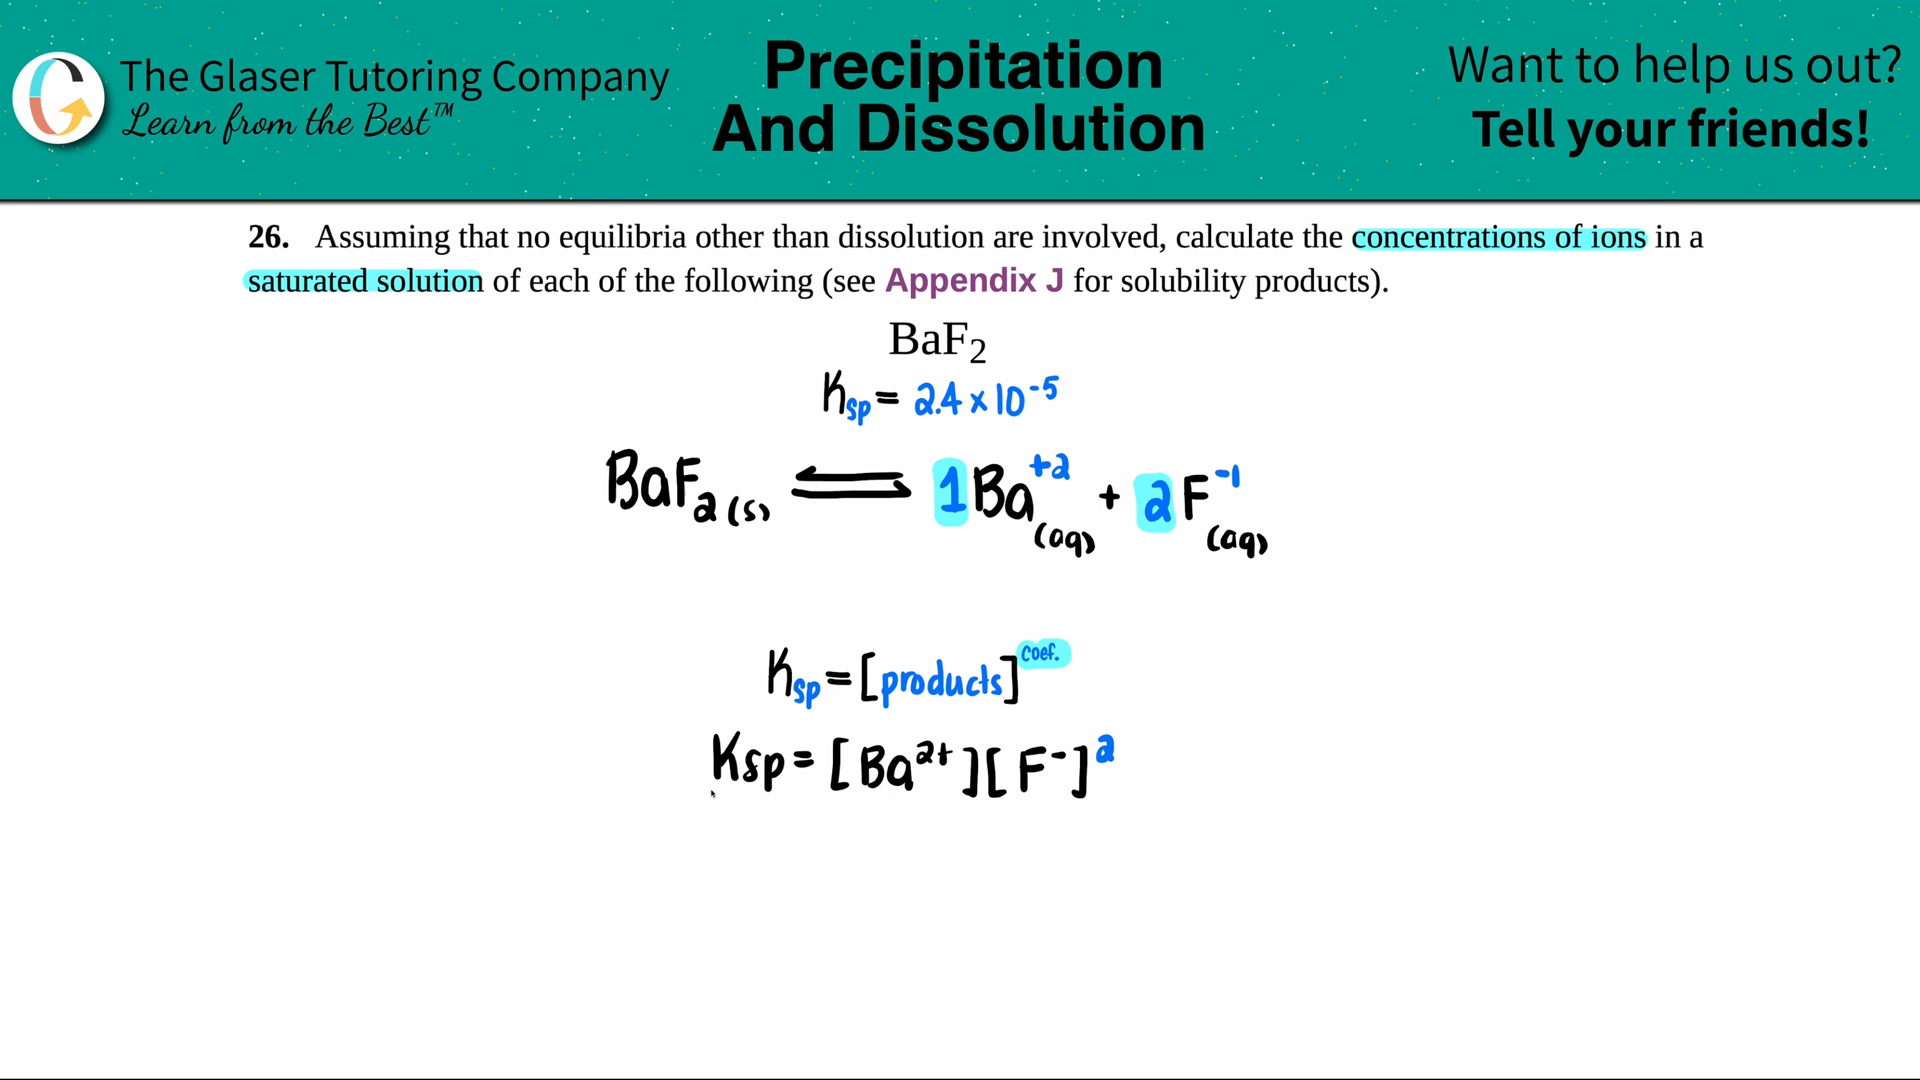 The Glaser Tutoring Company
Learn from the Best™
Precipitation
And Dissolution
Want to help us out?
Tell your friends!
26. Assuming that no equilibria other than dissolution are involved, calculate the concentrations of ions in a
saturated solution of each of the following (see Appendix J for solubility products).
BaF₂
Ksp = 2.4 × 10⁻⁵
BaF₂(s) ⇌ 1Ba⁺²(aq) + 2F⁻¹(aq)
Ksp = [products]^coef.
Ksp = [Ba²⁺][F⁻]²